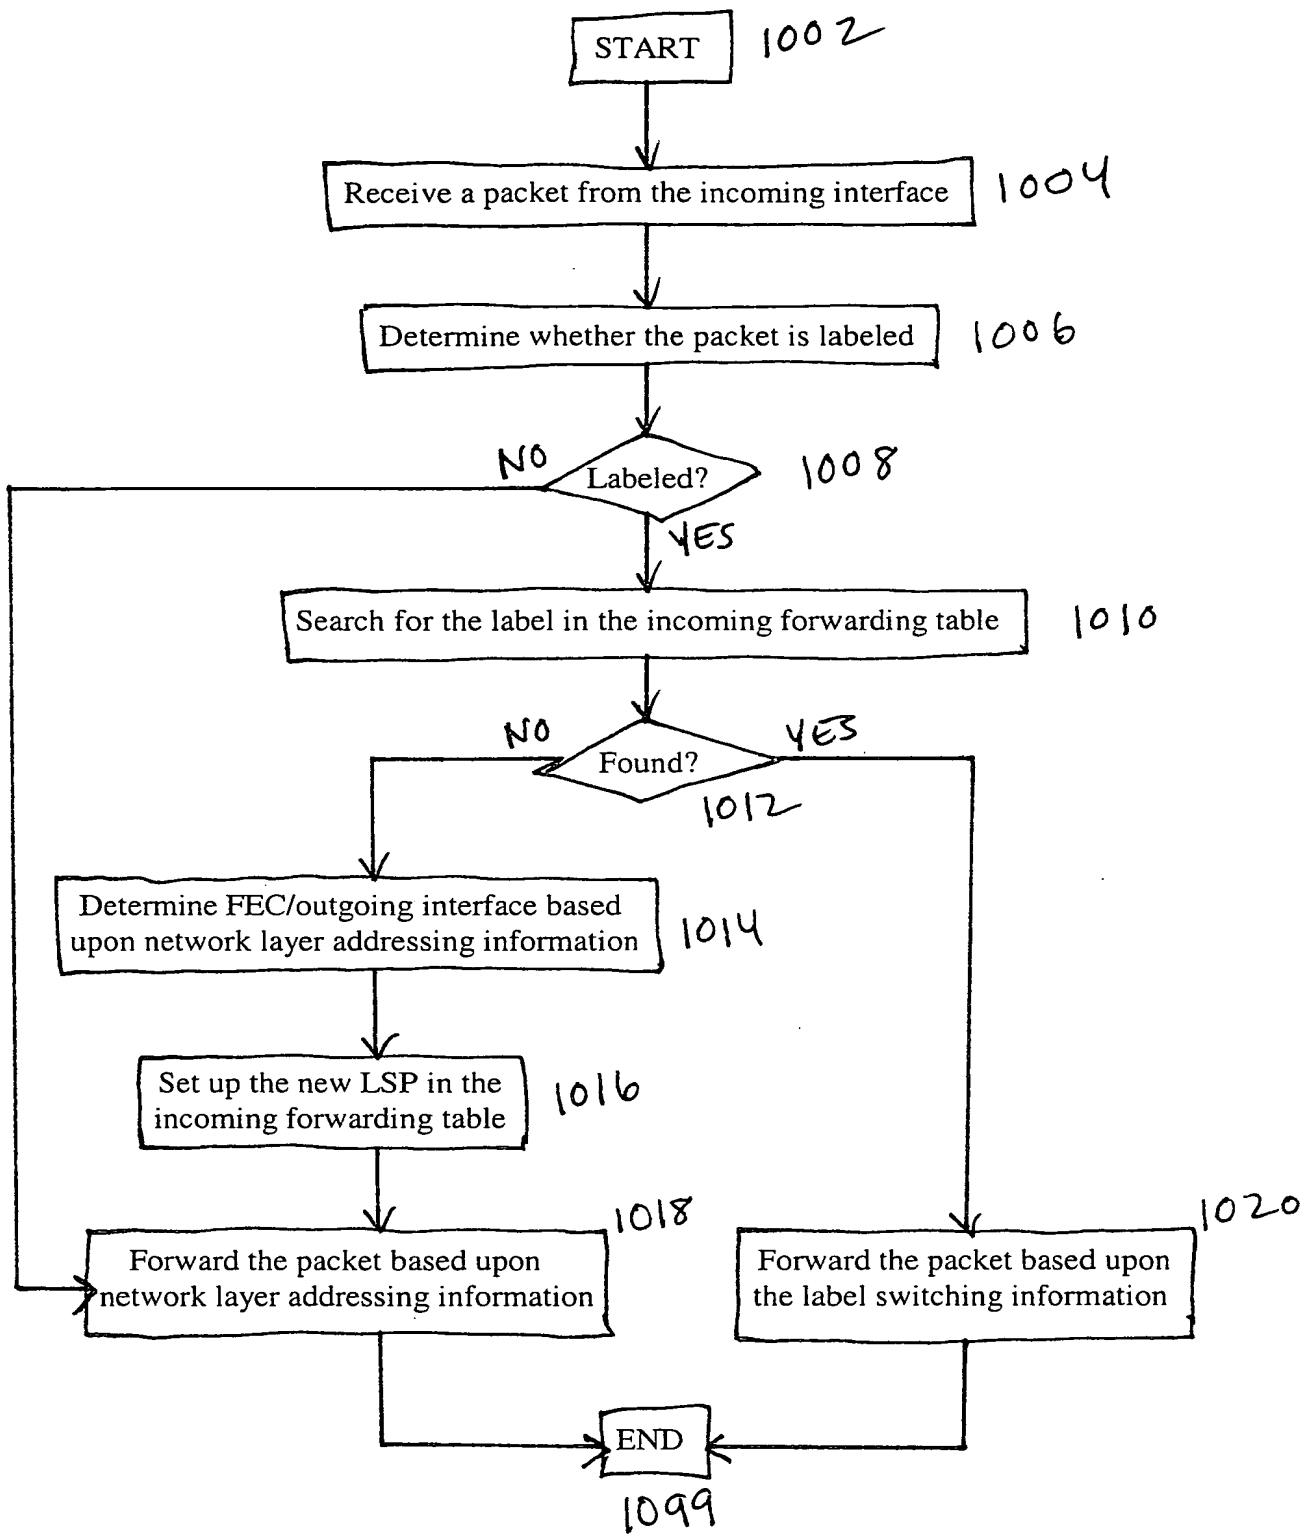 START
1002
Receive a packet from the incoming interface
1004
Determine whether the packet is labeled
1006
NO
Labeled?
1008
YES
Search for the label in the incoming forwarding table
1010
NO
Found?
YES
1012
Determine FEC/outgoing interface based
upon network layer addressing information
1014
Set up the new LSP in the
incoming forwarding table
1016
1018
Forward the packet based upon
network layer addressing information
1020
Forward the packet based upon
the label switching information
END
1099